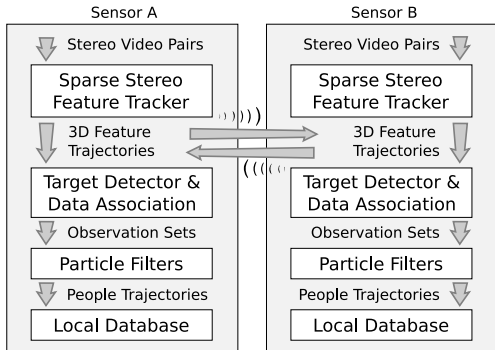 Sensor A
Stereo Video Pairs
Sparse Stereo
Feature Tracker
3D Feature
Trajectories
Target Detector &
Data Association
Observation Sets
Particle Filters
People Trajectories
Local Database
Sensor B
Stereo Video Pairs
Sparse Stereo
Feature Tracker
3D Feature
Trajectories
Target Detector &
Data Association
Observation Sets
Particle Filters
People Trajectories
Local Database